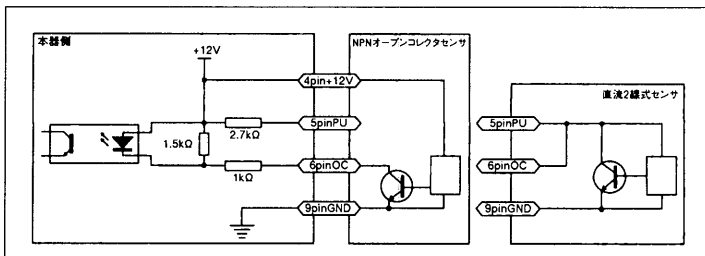 本器側
+12V
1.5kΩ
2.7kΩ
1kΩ
4pin+12V
5pinPU
6pinOC
9pinGND
NPNオープンコレクタセンサ
直流2線式センサ
5pinPU
6pinOC
9pinGND